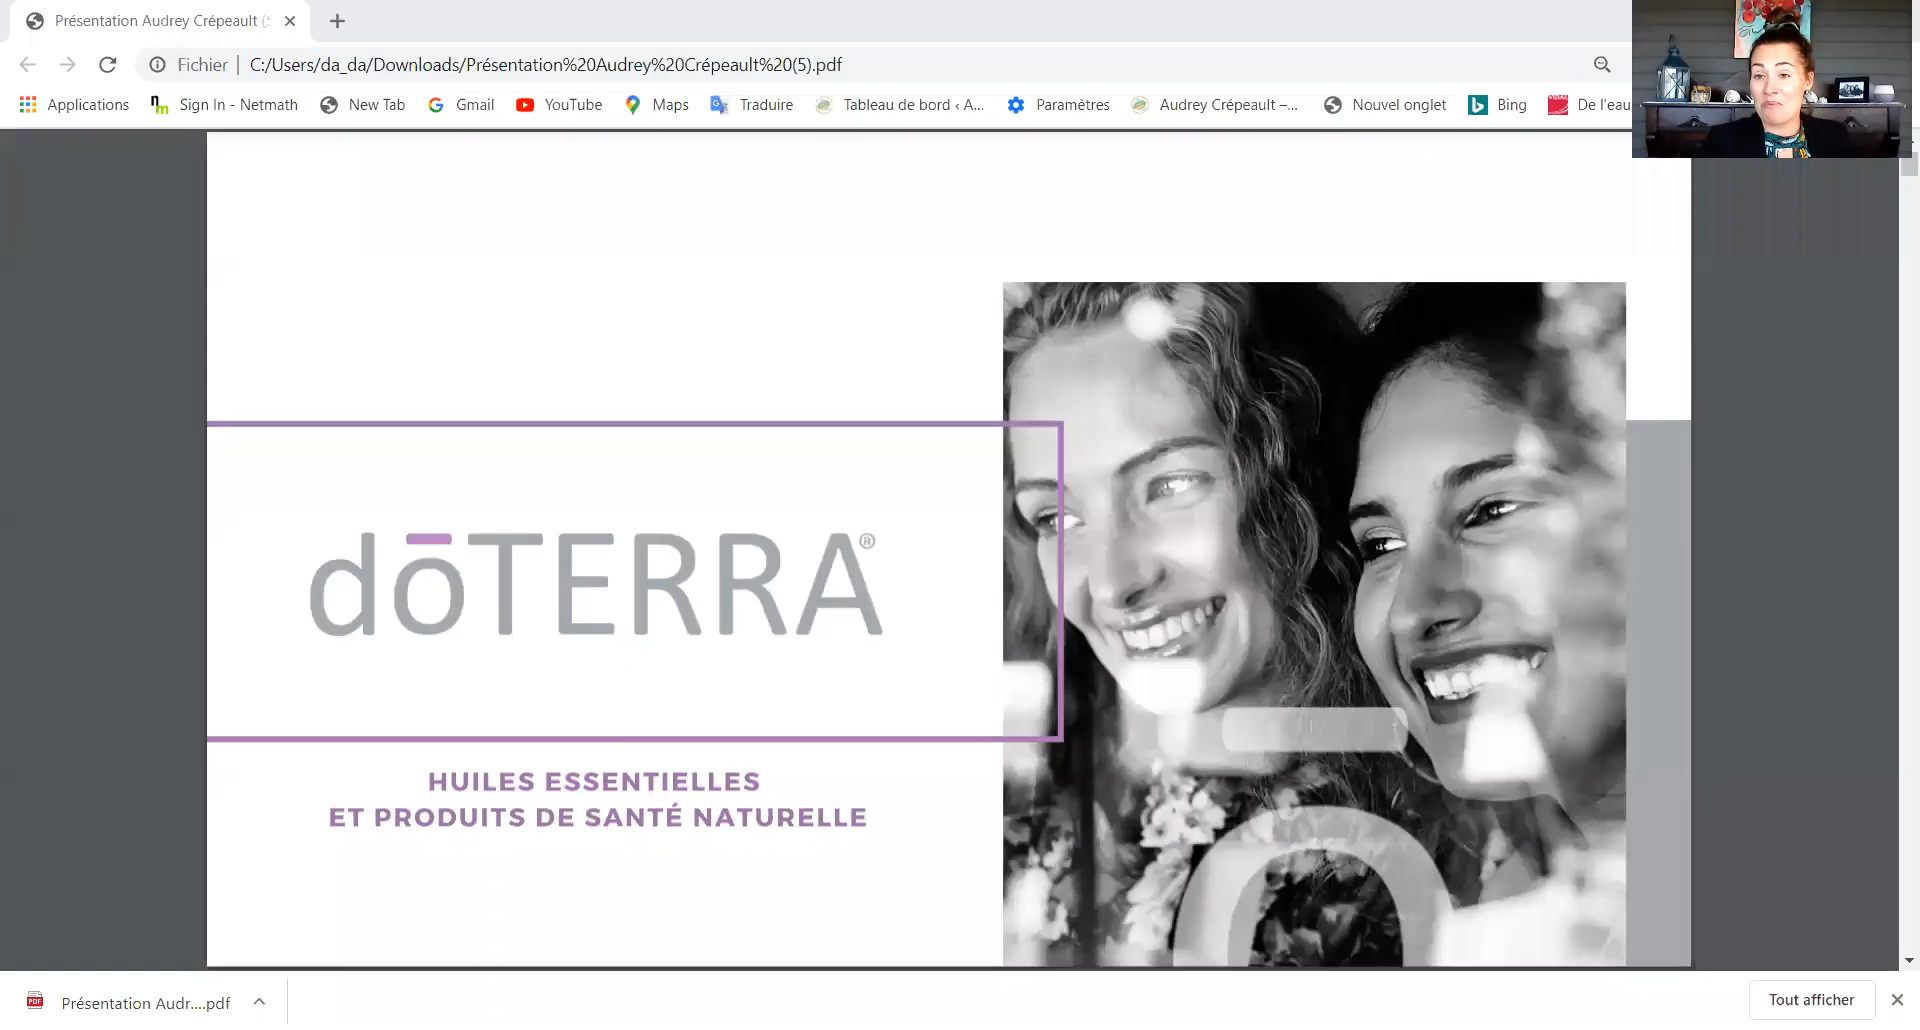 Présentation Audrey Crépeault (5
Fichier | C:/Users/da_da/Downloads/Présentation%20Audrey%20Crépeault%20(5).pdf
Applications
Sign In - Netmath
New Tab
Gmail
YouTube
Maps
Traduire
Tableau de bord ‹ A...
Paramètres
Audrey Crépeault –...
Nouvel onglet
Bing
De l'eau
dōTERRA®
HUILES ESSENTIELLES
ET PRODUITS DE SANTÉ NATURELLE
Présentation Audr....pdf
Tout afficher